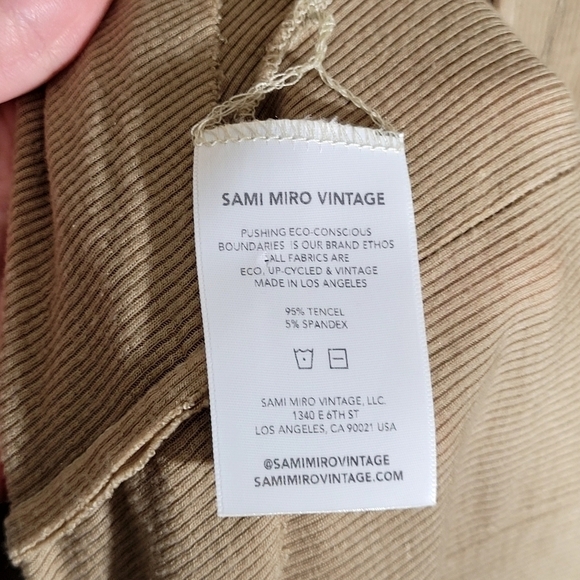 SAMI MIRO VINTAGE
PUSHING ECO-CONSCIOUS
BOUNDARIES IS OUR BRAND ETHOS
-ALL FABRICS ARE
ECO, UP-CYCLED & VINTAGE
MADE IN LOS ANGELES
95% TENCEL
5% SPANDEX
SAMI MIRO VINTAGE, LLC.
1340 E 6TH ST
LOS ANGELES, CA 90021 USA
@SAMIMIROVINTAGE
SAMIMIROVINTAGE.COM